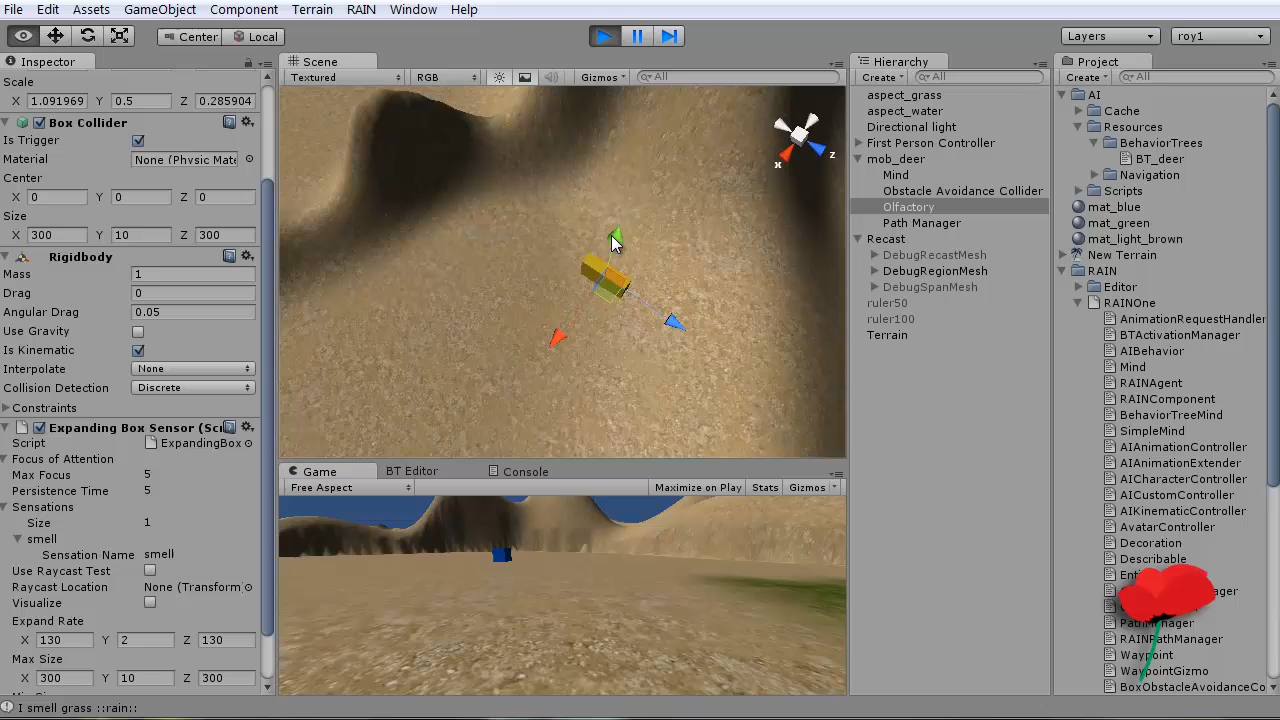 File Edit Assets GameObject Component Terrain RAIN Window Help
Center Local Layers roy1
Inspector
Scale
X 1.091969 Y 0.5 Z 0.285904
Box Collider
Is Trigger
Material None (Physic Mate
Center
X 0 Y 0 Z 0
Size
X 300 Y 10 Z 300
Rigidbody
Mass 1
Drag 0
Angular Drag 0.05
Use Gravity
Is Kinematic
Interpolate None
Collision Detection Discrete
Constraints
Expanding Box Sensor (Scr
Script ExpandingBox
Focus of Attention
Max Focus 5
Persistence Time 5
Sensations
Size 1
smell
Sensation Name smell
Use Raycast Test
Raycast Location None (Transform)
Visualize
Expand Rate
X 130 Y 2 Z 130
Max Size
X 300 Y 10 Z 300
I smell grass ::rain::
Scene
Textured RGB Gizmos All
x z
Game BT Editor Console
Free Aspect Maximize on Play Stats Gizmos
Hierarchy
Create All
aspect_grass
aspect_water
Directional light
First Person Controller
mob_deer
Mind
Obstacle Avoidance Collider
Olfactory
Path Manager
Recast
DebugRecastMesh
DebugRegionMesh
DebugSpanMesh
ruler50
ruler100
Terrain
Project
Create All
AI
Cache
Resources
BehaviorTrees
BT_deer
Navigation
Scripts
mat_blue
mat_green
mat_light_brown
New Terrain
RAIN
Editor
RAINOne
AnimationRequestHandler
BTActivationManager
AIBehavior
Mind
RAINAgent
RAINComponent
BehaviorTreeMind
SimpleMind
AIAnimationController
AIAnimationExtender
AICharacterController
AICustomController
AIKinematicController
AvatarController
Decoration
Describable
PathManager
RAINPathManager
Waypoint
WaypointGizmo
BoxObstacleAvoidanceCo